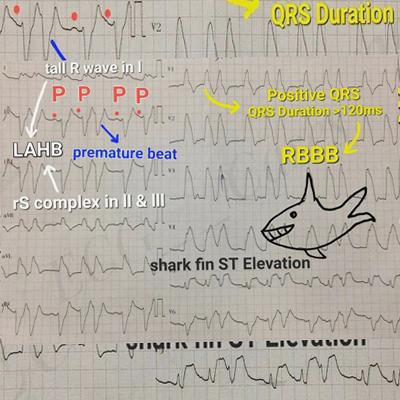 QRS Duration
V2
tall R wave in I
P P P P
Positive QRS
QRS Duration >120ms
LAHB
premature beat
RBBB
rS complex in II & III
shark fin ST Elevation
shark fin ST Elevation